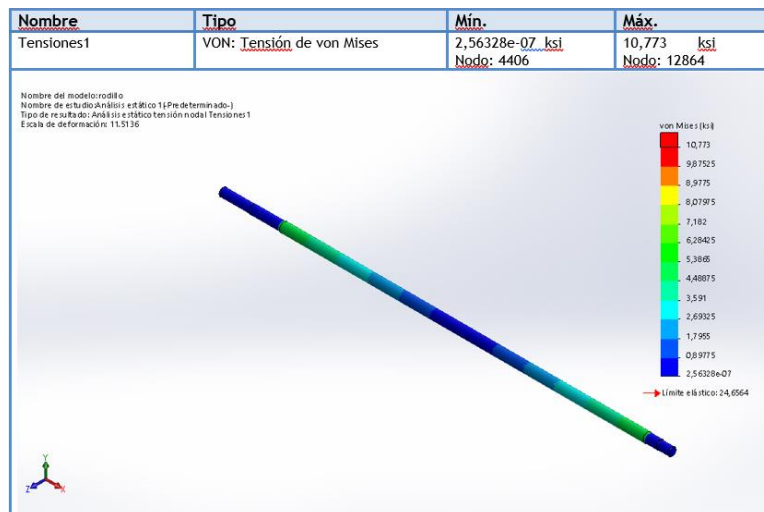 Nombre Tipo Mín. Máx.
Tensiones1 VON: Tensión de von Mises 2,56328e-07 ksi 10,773 ksi
Nodo: 4406 Nodo: 12864
Nombre del modelo:rodillo
Nombre de estudio:Análisis estático 1(-Predeterminado-)
Tipo de resultado: Análisis estático tensión nodal Tensiones1
Escala de deformación: 11.5136
von Mises (ksi)
10,773
9,87525
8,9775
8,07975
7,182
6,28425
5,3865
4,48875
3,591
2,69325
1,7955
0,89775
2,56328e-07
Límite elástico: 24,6564
Y
Z X